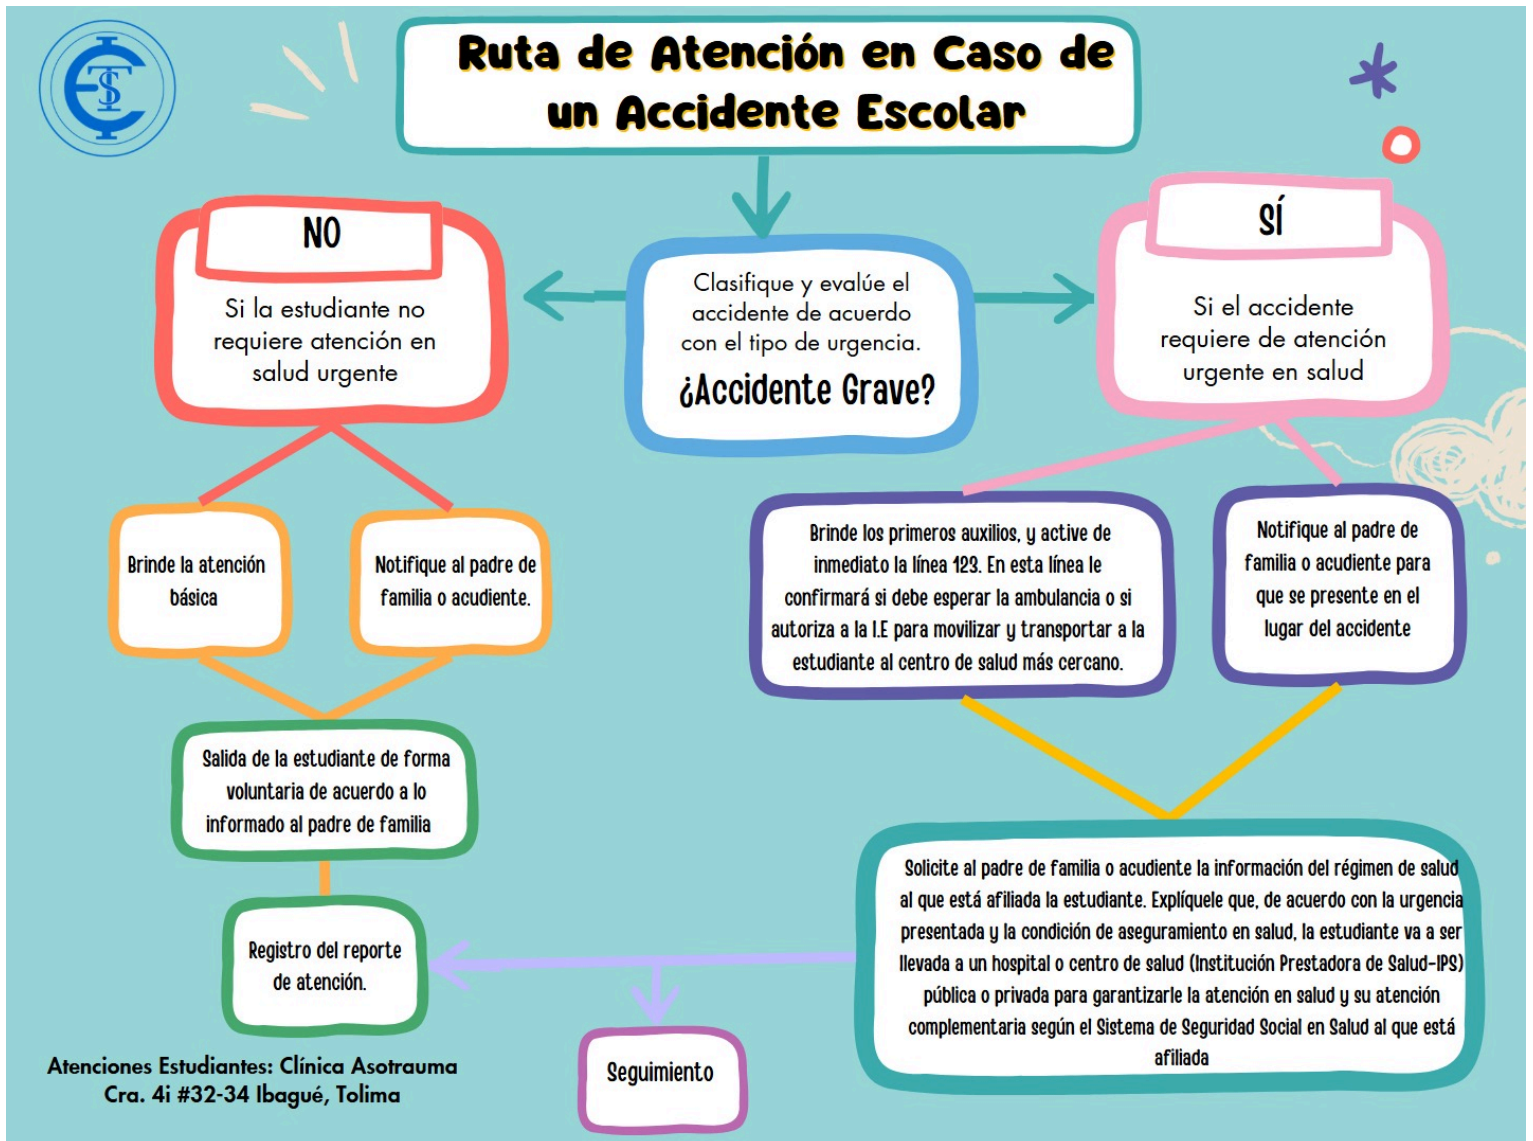 Ruta de Atención en Caso de
un Accidente Escolar
NO
Si la estudiante no
requiere atención en
salud urgente
Clasifique y evalúe el
accidente de acuerdo
con el tipo de urgencia.
¿Accidente Grave?
SÍ
Si el accidente
requiere de atención
urgente en salud
Brinde la atención
básica
Notifique al padre de
familia o acudiente.
Brinde los primeros auxilios, y active de
inmediato la línea 123. En esta línea le
confirmará si debe esperar la ambulancia o si
autoriza a la I.E para movilizar y transportar a la
estudiante al centro de salud más cercano.
Notifique al padre de
familia o acudiente para
que se presente en el
lugar del accidente
Salida de la estudiante de forma
voluntaria de acuerdo a lo
informado al padre de familia
Solicite al padre de familia o acudiente la información del régimen de salud
al que está afiliada la estudiante. Explíquele que, de acuerdo con la urgencia
presentada y la condición de aseguramiento en salud, la estudiante va a ser
llevada a un hospital o centro de salud (Institución Prestadora de Salud-IPS)
pública o privada para garantizarle la atención en salud y su atención
complementaria según el Sistema de Seguridad Social en Salud al que está
afiliada
Registro del reporte
de atención.
Seguimiento
Atenciones Estudiantes: Clínica Asotrauma
Cra. 4i #32-34 Ibagué, Tolima